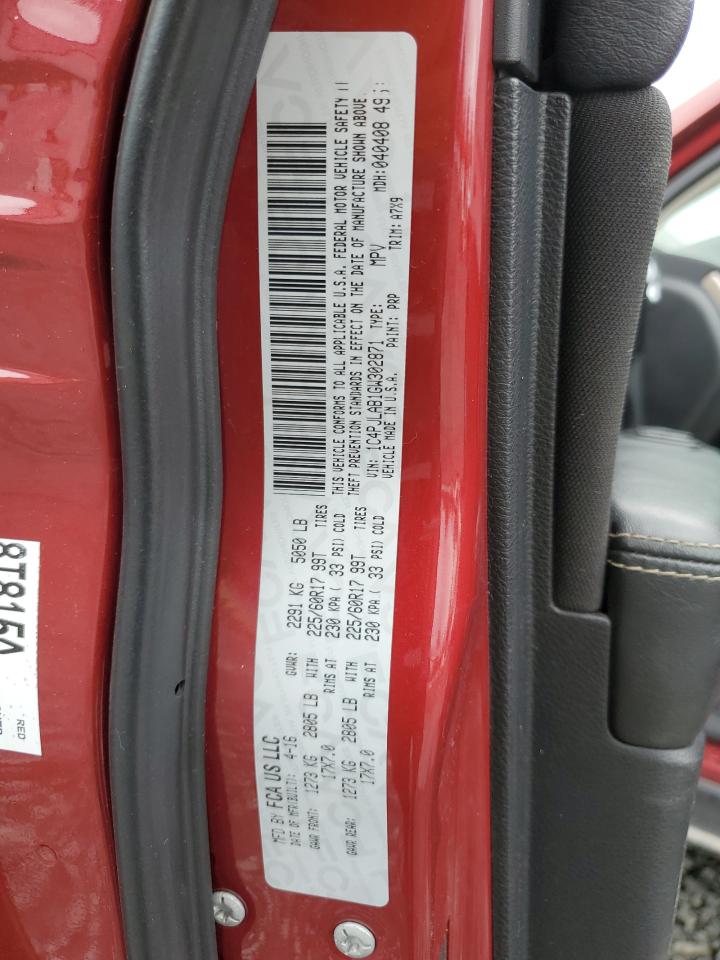 MFD BY FCA US LLC
DATE OF MFR(BUILT): 4-16 GVWR: 2291 KG 5050 LB
GAWR FRONT: 1273 KG 2805 LB WITH 225/60R17 99T TIRES
17X7.0 RIMS AT 230 KPA ( 33 PSI) COLD
GAWR REAR: 1273 KG 2805 LB WITH 225/60R17 99T TIRES
17X7.0 RIMS AT 230 KPA ( 33 PSI) COLD
THIS VEHICLE CONFORMS TO ALL APPLICABLE U.S.A. FEDERAL MOTOR VEHICLE SAFETY
THEFT PREVENTION STANDARDS IN EFFECT ON THE DATE OF MANUFACTURE SHOWN ABOVE.
VIN: 1C4PJLAB1GW302871 TYPE: MPV MDH:040408 49
VEHICLE MADE IN U.S.A. PAINT: PRP TRIM: A7X9
RED